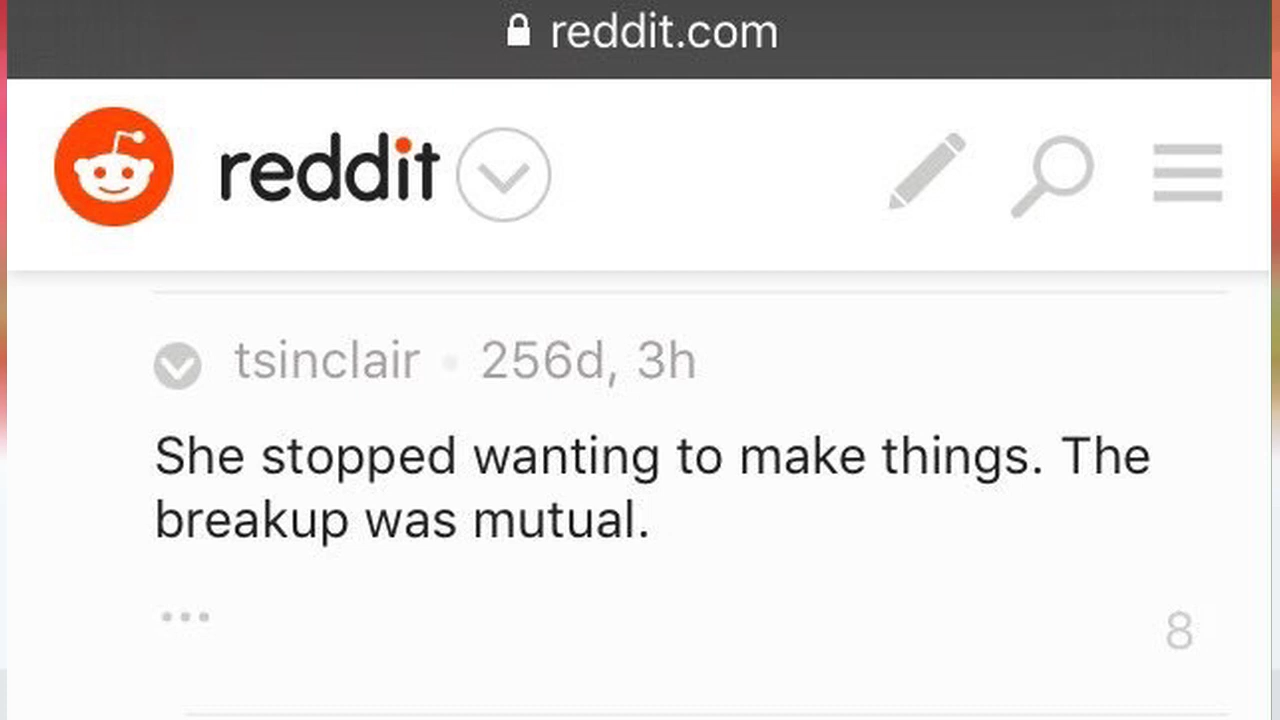 reddit.com
reddit
tsinclair • 256d, 3h
She stopped wanting to make things. The
breakup was mutual.
8